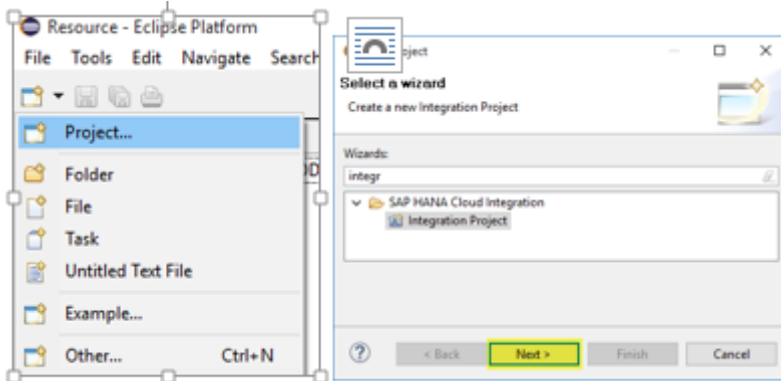 Resource - Eclipse Platform
File Tools Edit Navigate Search
Project...
Folder
File
Task
Untitled Text File
Example...
Other... Ctrl+N
oject
Select a wizard
Create a new Integration Project
Wizards:
integr
SAP HANA Cloud Integration
Integration Project
< Back Next > Finish Cancel